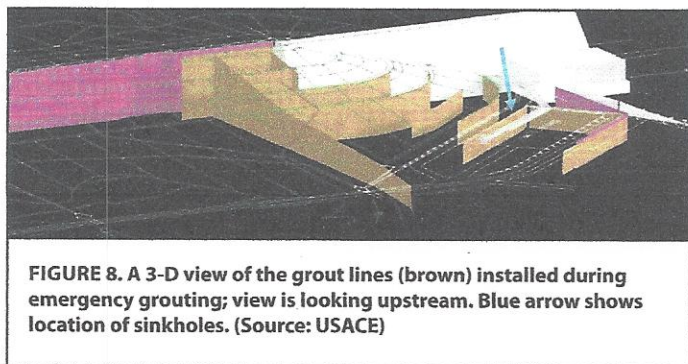 FIGURE 8. A 3-D view of the grout lines (brown) installed during
emergency grouting; view is looking upstream. Blue arrow shows
location of sinkholes. (Source: USACE)